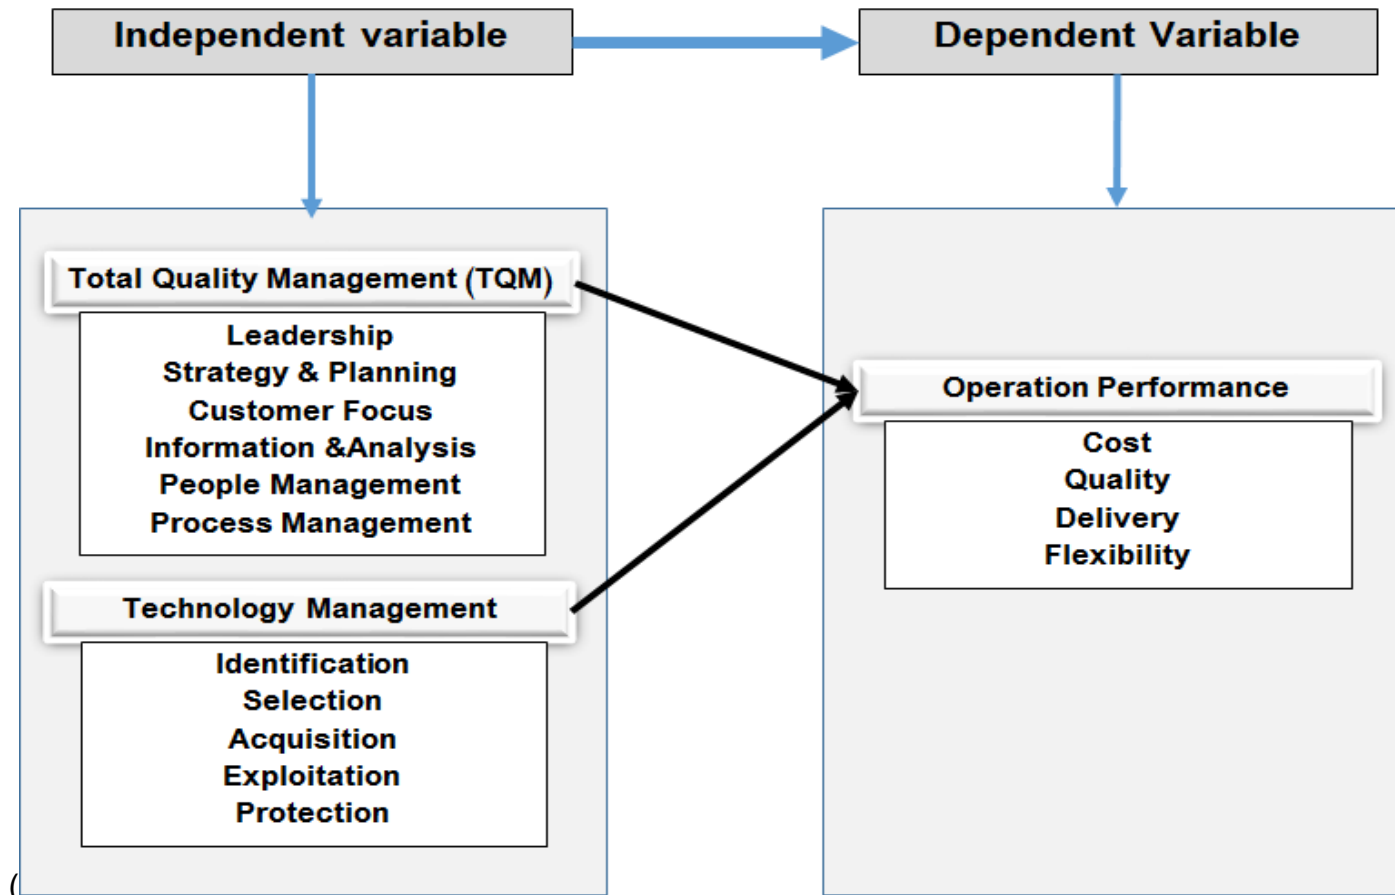 Independent variable
Dependent Variable
Total Quality Management (TQM)
Leadership
Strategy & Planning
Customer Focus
Information &Analysis
People Management
Process Management
Technology Management
Identification
Selection
Acquisition
Exploitation
Protection
Operation Performance
Cost
Quality
Delivery
Flexibility
(